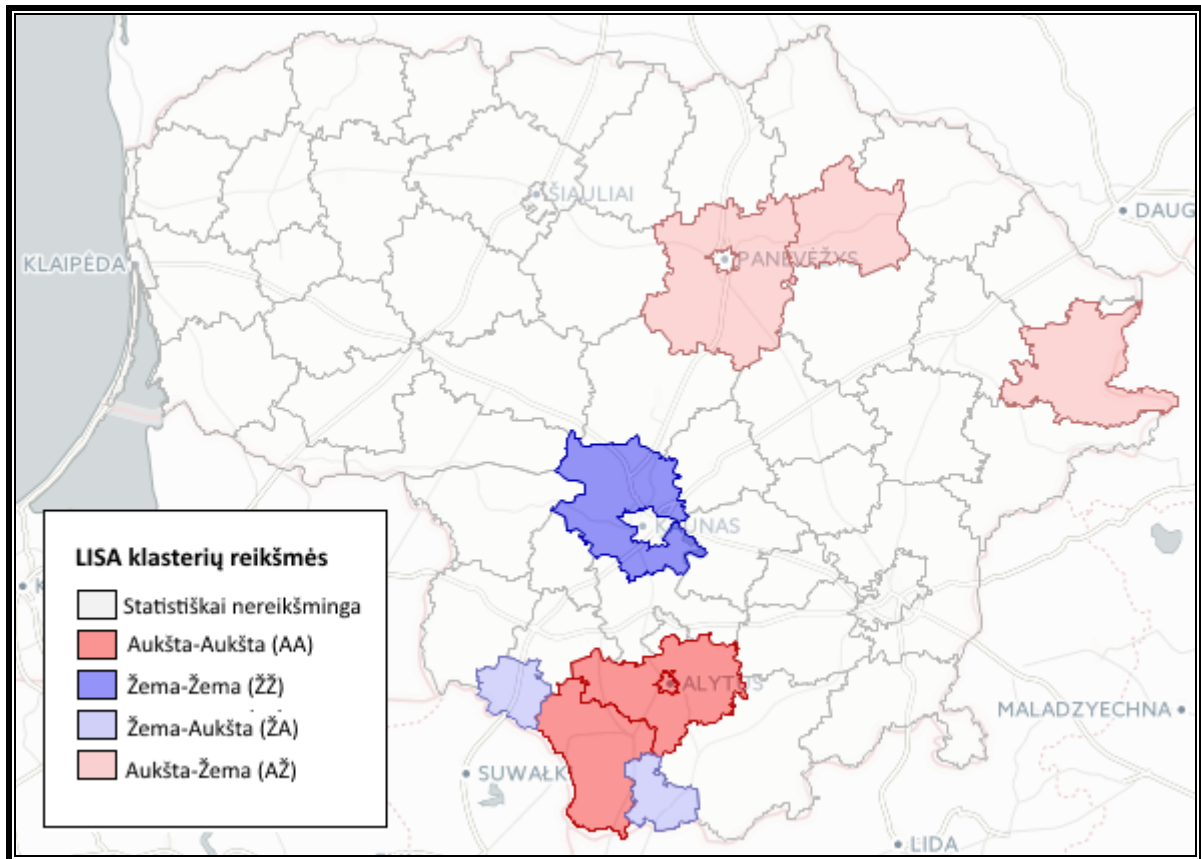 ŠIAULIAI
DAUG
KLAIPĖDA
PANEVĖŽYS
KAUNAS
LISA klasterių reikšmės
Statistiškai nereikšminga
Aukšta-Aukšta (AA)
Žema-Žema (ŽŽ)
Žema-Aukšta (ŽA)
Aukšta-Žema (AŽ)
ALYTUS
MALADZYECHNA
SUWAŁK
LIDA